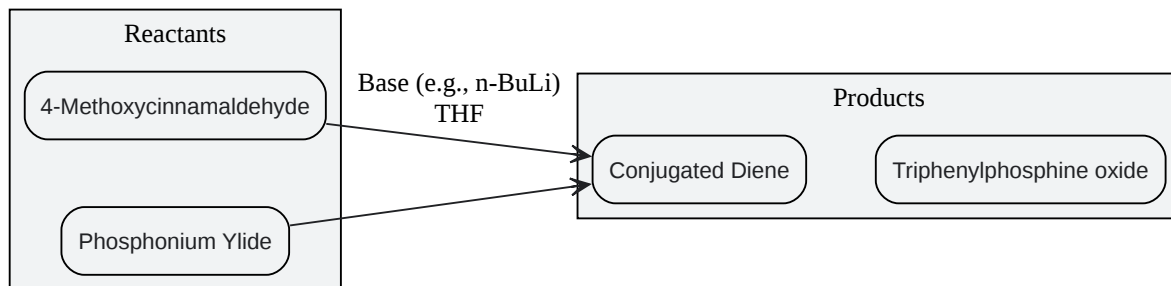 Reactants
4-Methoxycinnamaldehyde
Phosphonium Ylide
Base (e.g., n-BuLi)
THF
Products
Conjugated Diene
Triphenylphosphine oxide